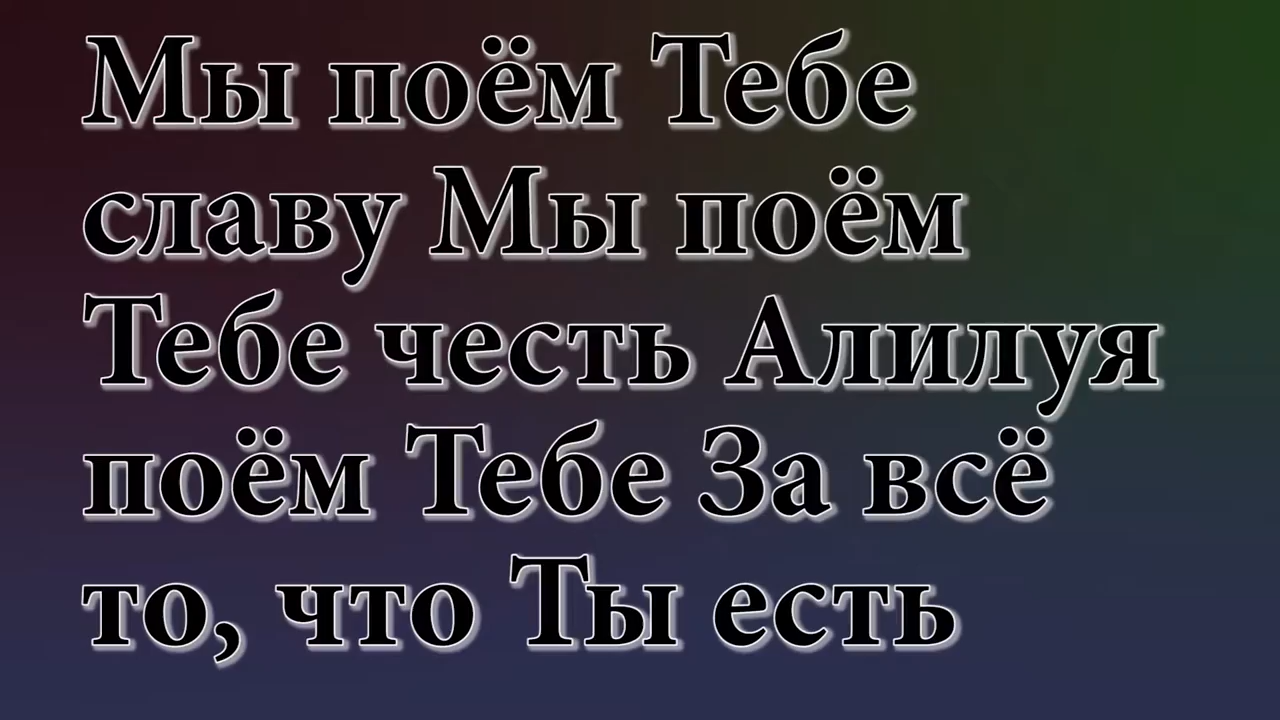 Мы поём Тебе
славу Мы поём
Тебе честь Алилуя
поём Тебе За всё
то, что Ты есть